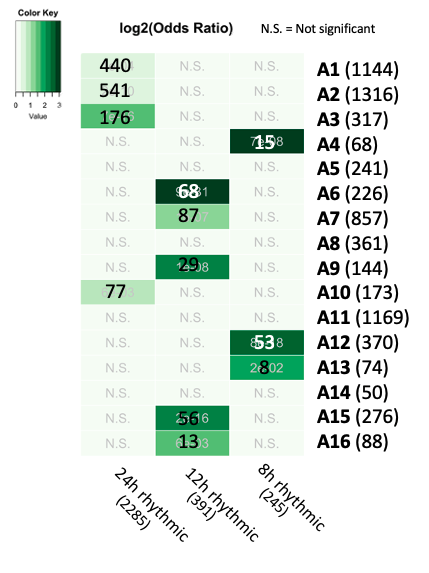 Color Key
0 1 2 3
Value
log2(Odds Ratio) N.S. = Not significant
440 N.S. N.S. A1 (1144)
541 N.S. N.S. A2 (1316)
176 N.S. N.S. A3 (317)
N.S. N.S. 15 A4 (68)
N.S. N.S. N.S. A5 (241)
N.S. 68 N.S. A6 (226)
N.S. 87 N.S. A7 (857)
N.S. N.S. N.S. A8 (361)
N.S. 29 N.S. A9 (144)
77 N.S. N.S. A10 (173)
N.S. N.S. N.S. A11 (1169)
N.S. N.S. 53 A12 (370)
N.S. N.S. 8 A13 (74)
N.S. N.S. N.S. A14 (50)
N.S. 56 N.S. A15 (276)
N.S. 13 N.S. A16 (88)
24h rhythmic
(2285)
12h rhythmic
(391)
8h rhythmic
(245)